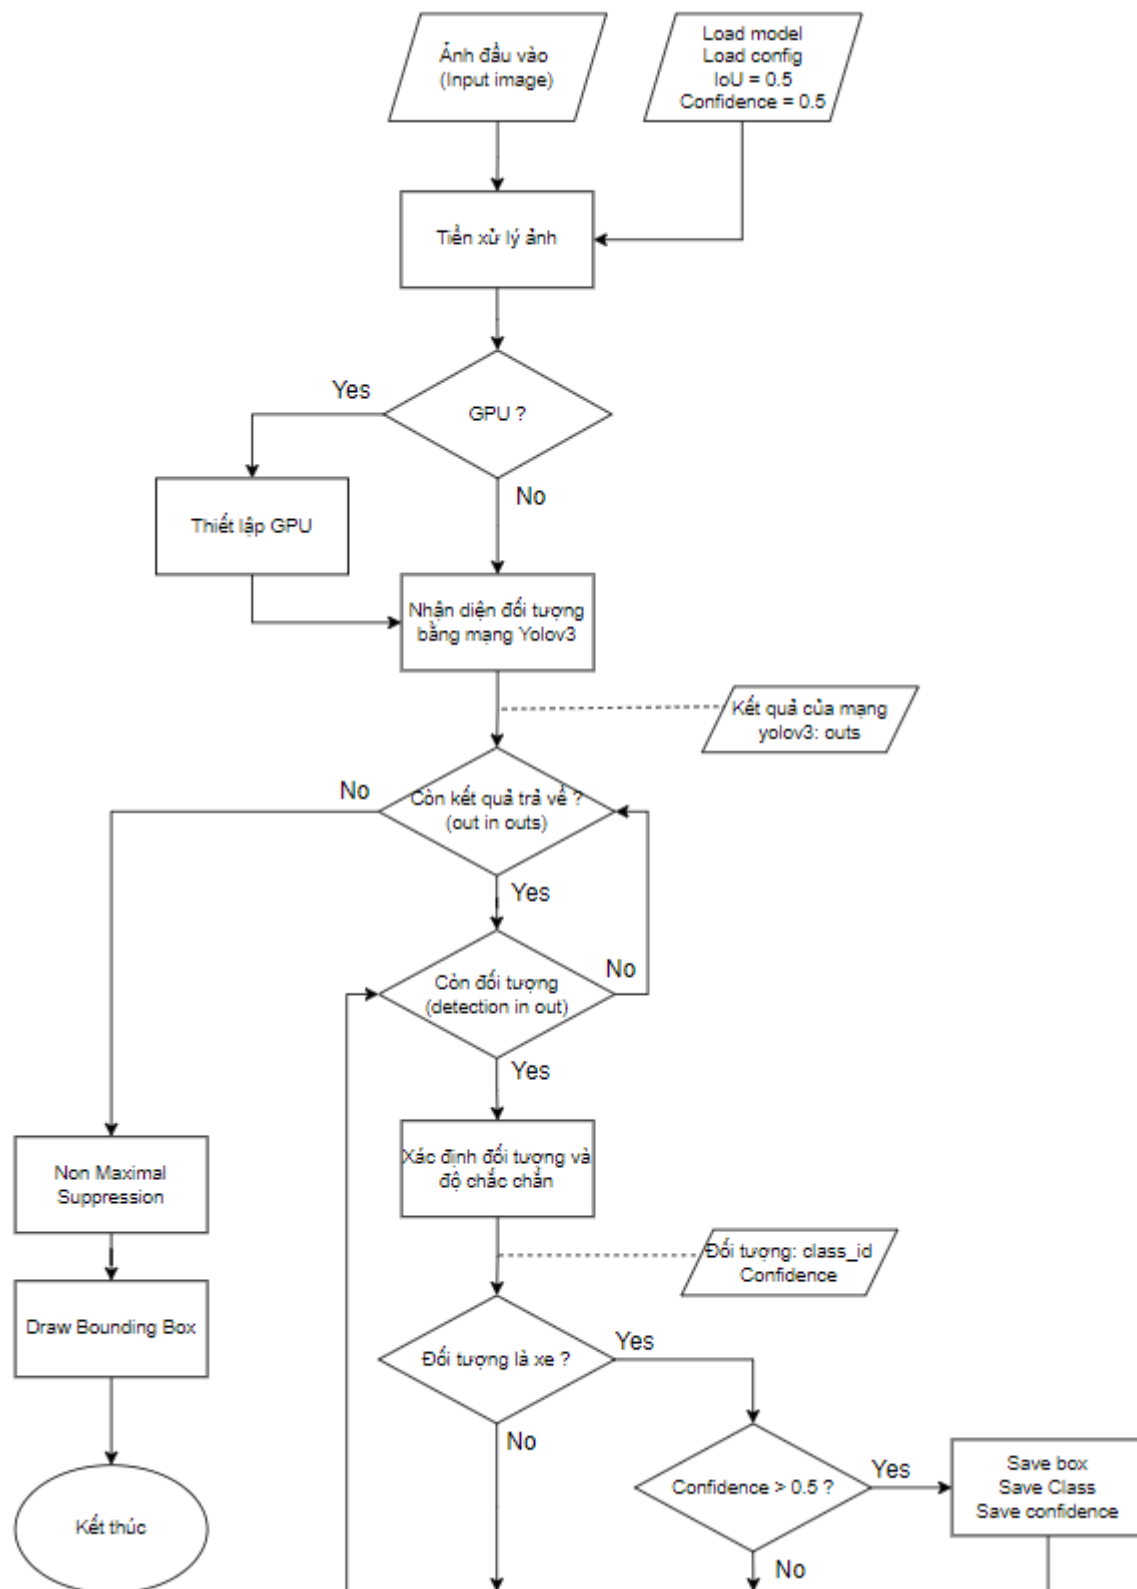 Ảnh đầu vào
(Input image)
Load model
Load config
IoU = 0.5
Confidence = 0.5
Tiền xử lý ảnh
Yes
GPU ?
No
Thiết lập GPU
Nhận diện đối tượng
bằng mạng Yolov3
Kết quả của mạng
yolov3: outs
No
Còn kết quả trả về ?
(out in outs)
Yes
Còn đối tượng
(detection in out)
No
Yes
Xác định đối tượng và
độ chắc chắn
Non Maximal
Suppression
Đối tượng: class_id
Confidence
Draw Bounding Box
Đối tượng là xe ?
Yes
No
Confidence > 0.5 ?
Yes
Save box
Save Class
Save confidence
Kết thúc
No